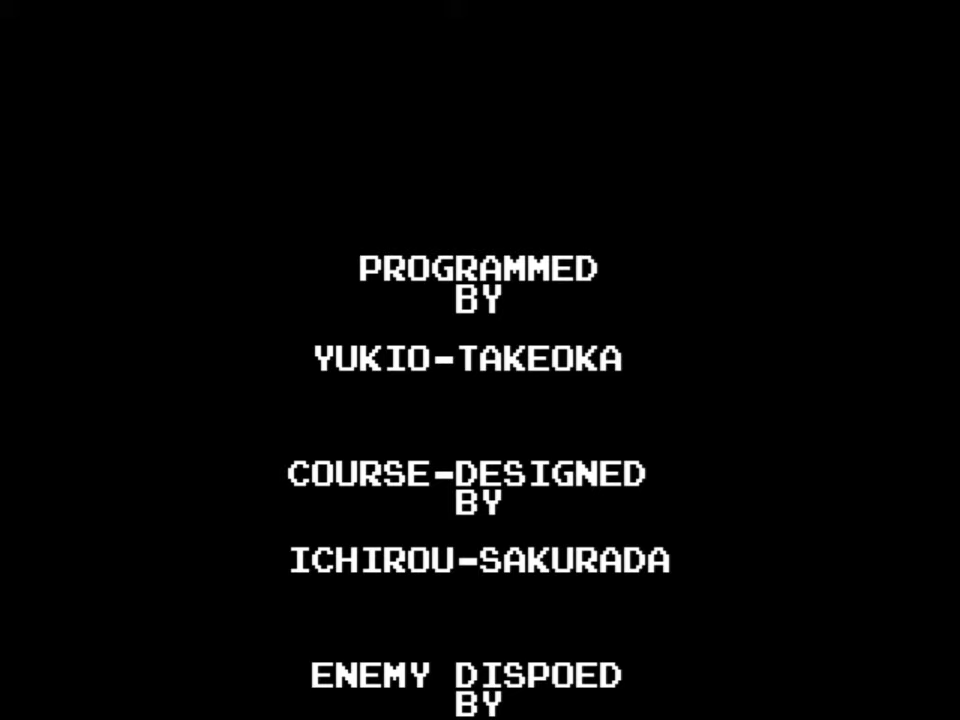 PROGRAMMED
BY
YUKIO-TAKEOKA
COURSE-DESIGNED
BY
ICHIROU-SAKURADA
ENEMY DISPOED
BY